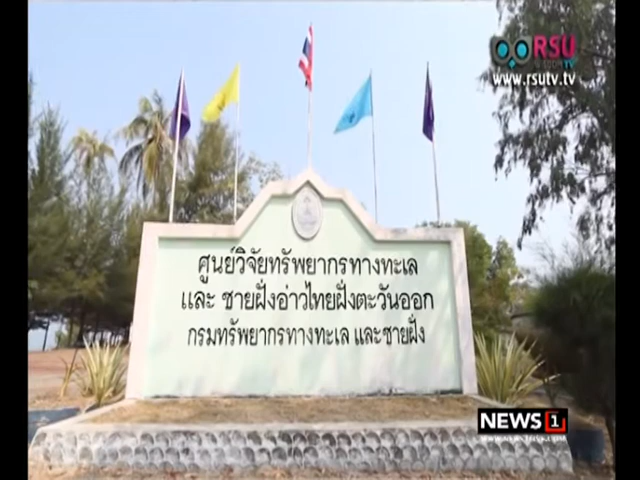 RSU
www.rsutv.tv
ศูนย์วิจัยทรัพยากรทางทะเล
และ ชายฝั่งอ่าวไทยฝั่งตะวันออก
กรมทรัพยากรทางทะเล และชายฝั่ง
NEWS 1